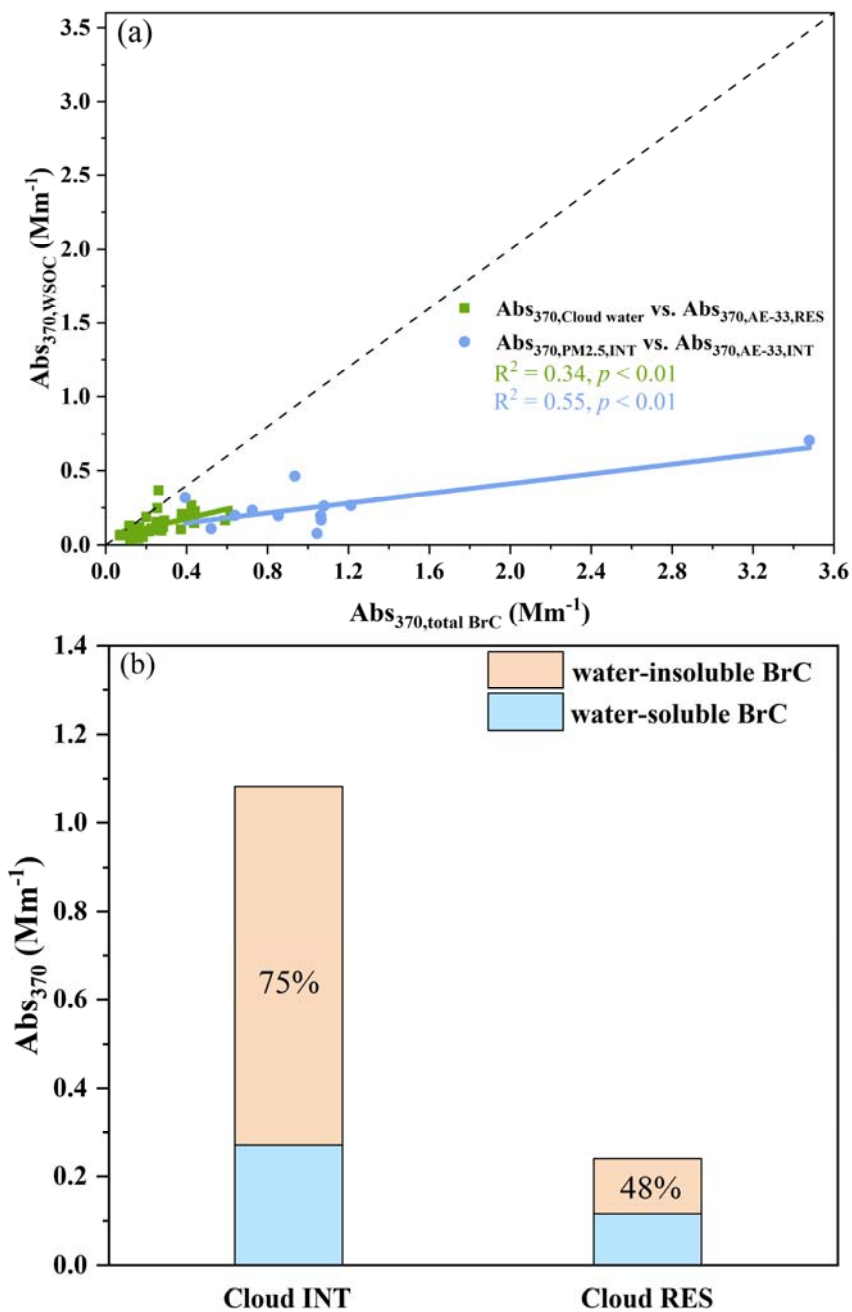 (a)
3.5
3.0
2.5
2.0
1.5
1.0
0.5
0.0
Abs370,WSOC (Mm-1)
Abs370,Cloud water vs. Abs370,AE-33,RES
Abs370,PM2.5,INT vs. Abs370,AE-33,INT
R2 = 0.34, p < 0.01
R2 = 0.55, p < 0.01
0.0 0.4 0.8 1.2 1.6 2.0 2.4 2.8 3.2 3.6
Abs370,total BrC (Mm-1)
(b)
water-insoluble BrC
water-soluble BrC
1.4
1.2
1.0
0.8
0.6
0.4
0.2
0.0
Abs370 (Mm-1)
75%
48%
Cloud INT Cloud RES